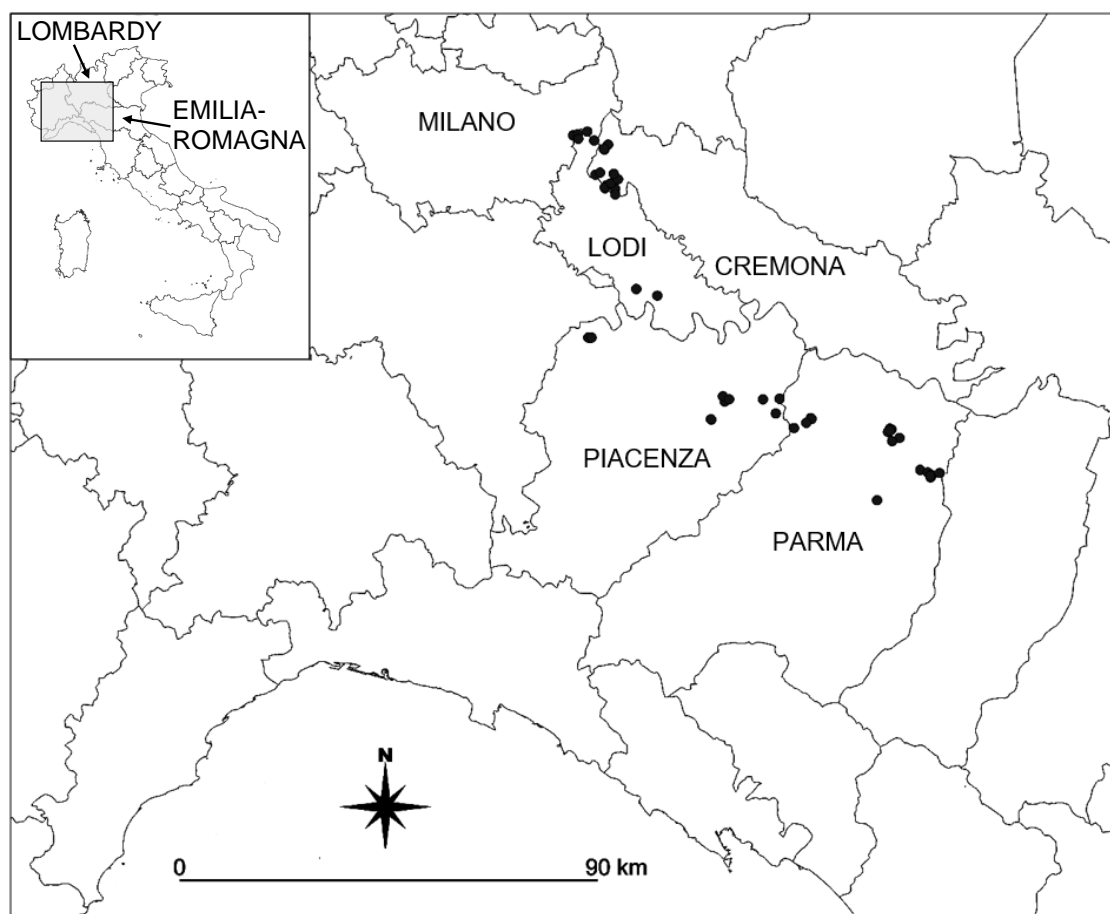 LOMBARDY
EMILIA-
ROMAGNA
MILANO
LODI
CREMONA
PIACENZA
PARMA
N
0
90 km